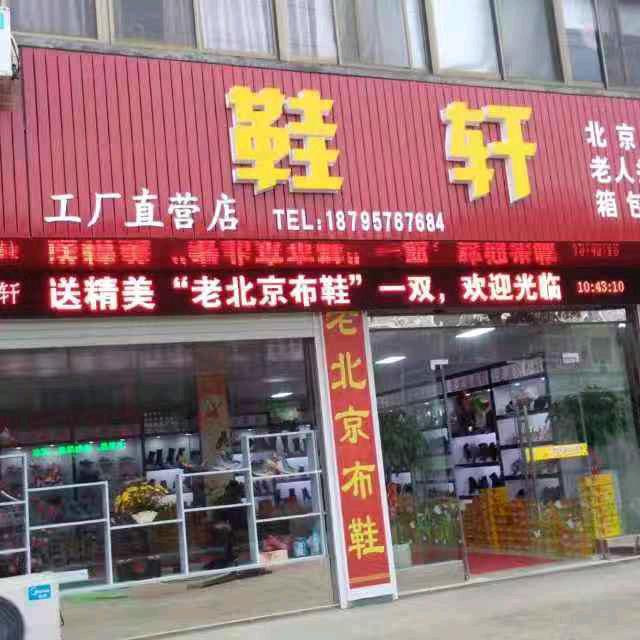 鞋轩
北京
老人
箱包
工厂直营店
TEL:18795767684
轩 送精美“老北京布鞋”一双，欢迎光临 10:43:10
老北京布鞋